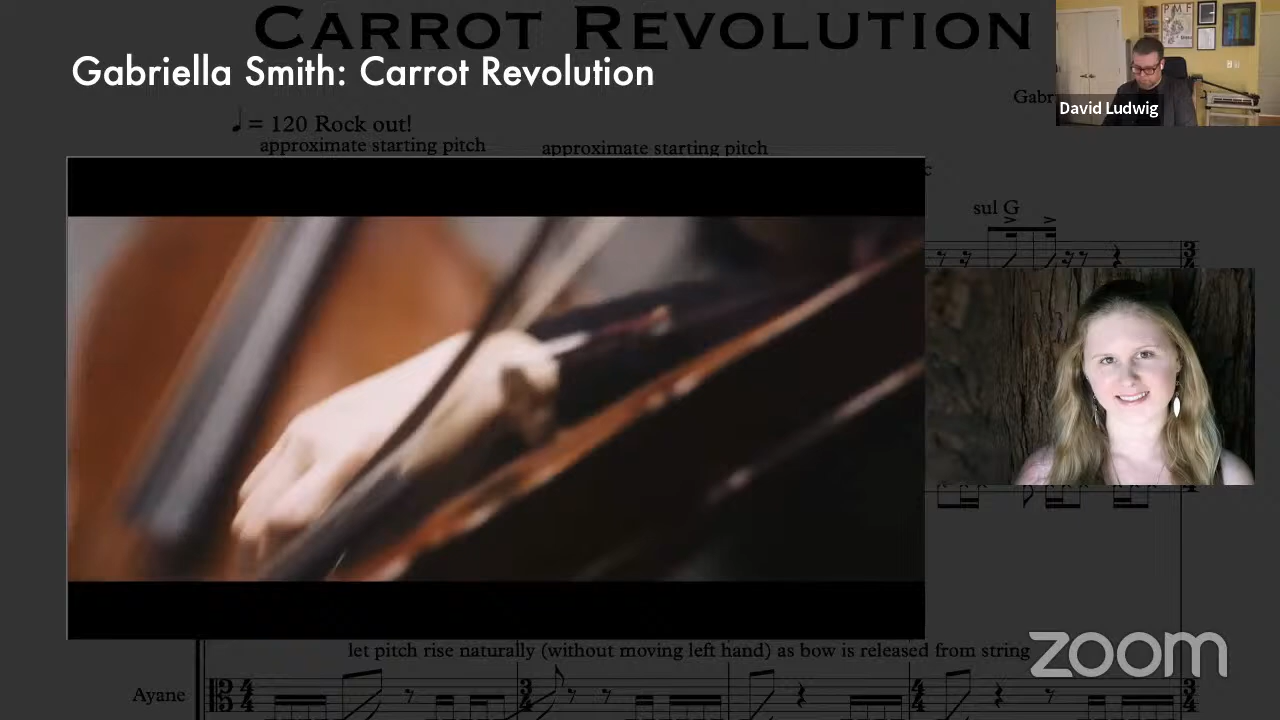 CARROT REVOLUTION
Gabriella Smith: Carrot Revolution
David Ludwig
= 120 Rock out!
approximate starting pitch
approximate starting pitch
sul G
let pitch rise naturally (without moving left hand) as bow is released from string
zoom
Ayane